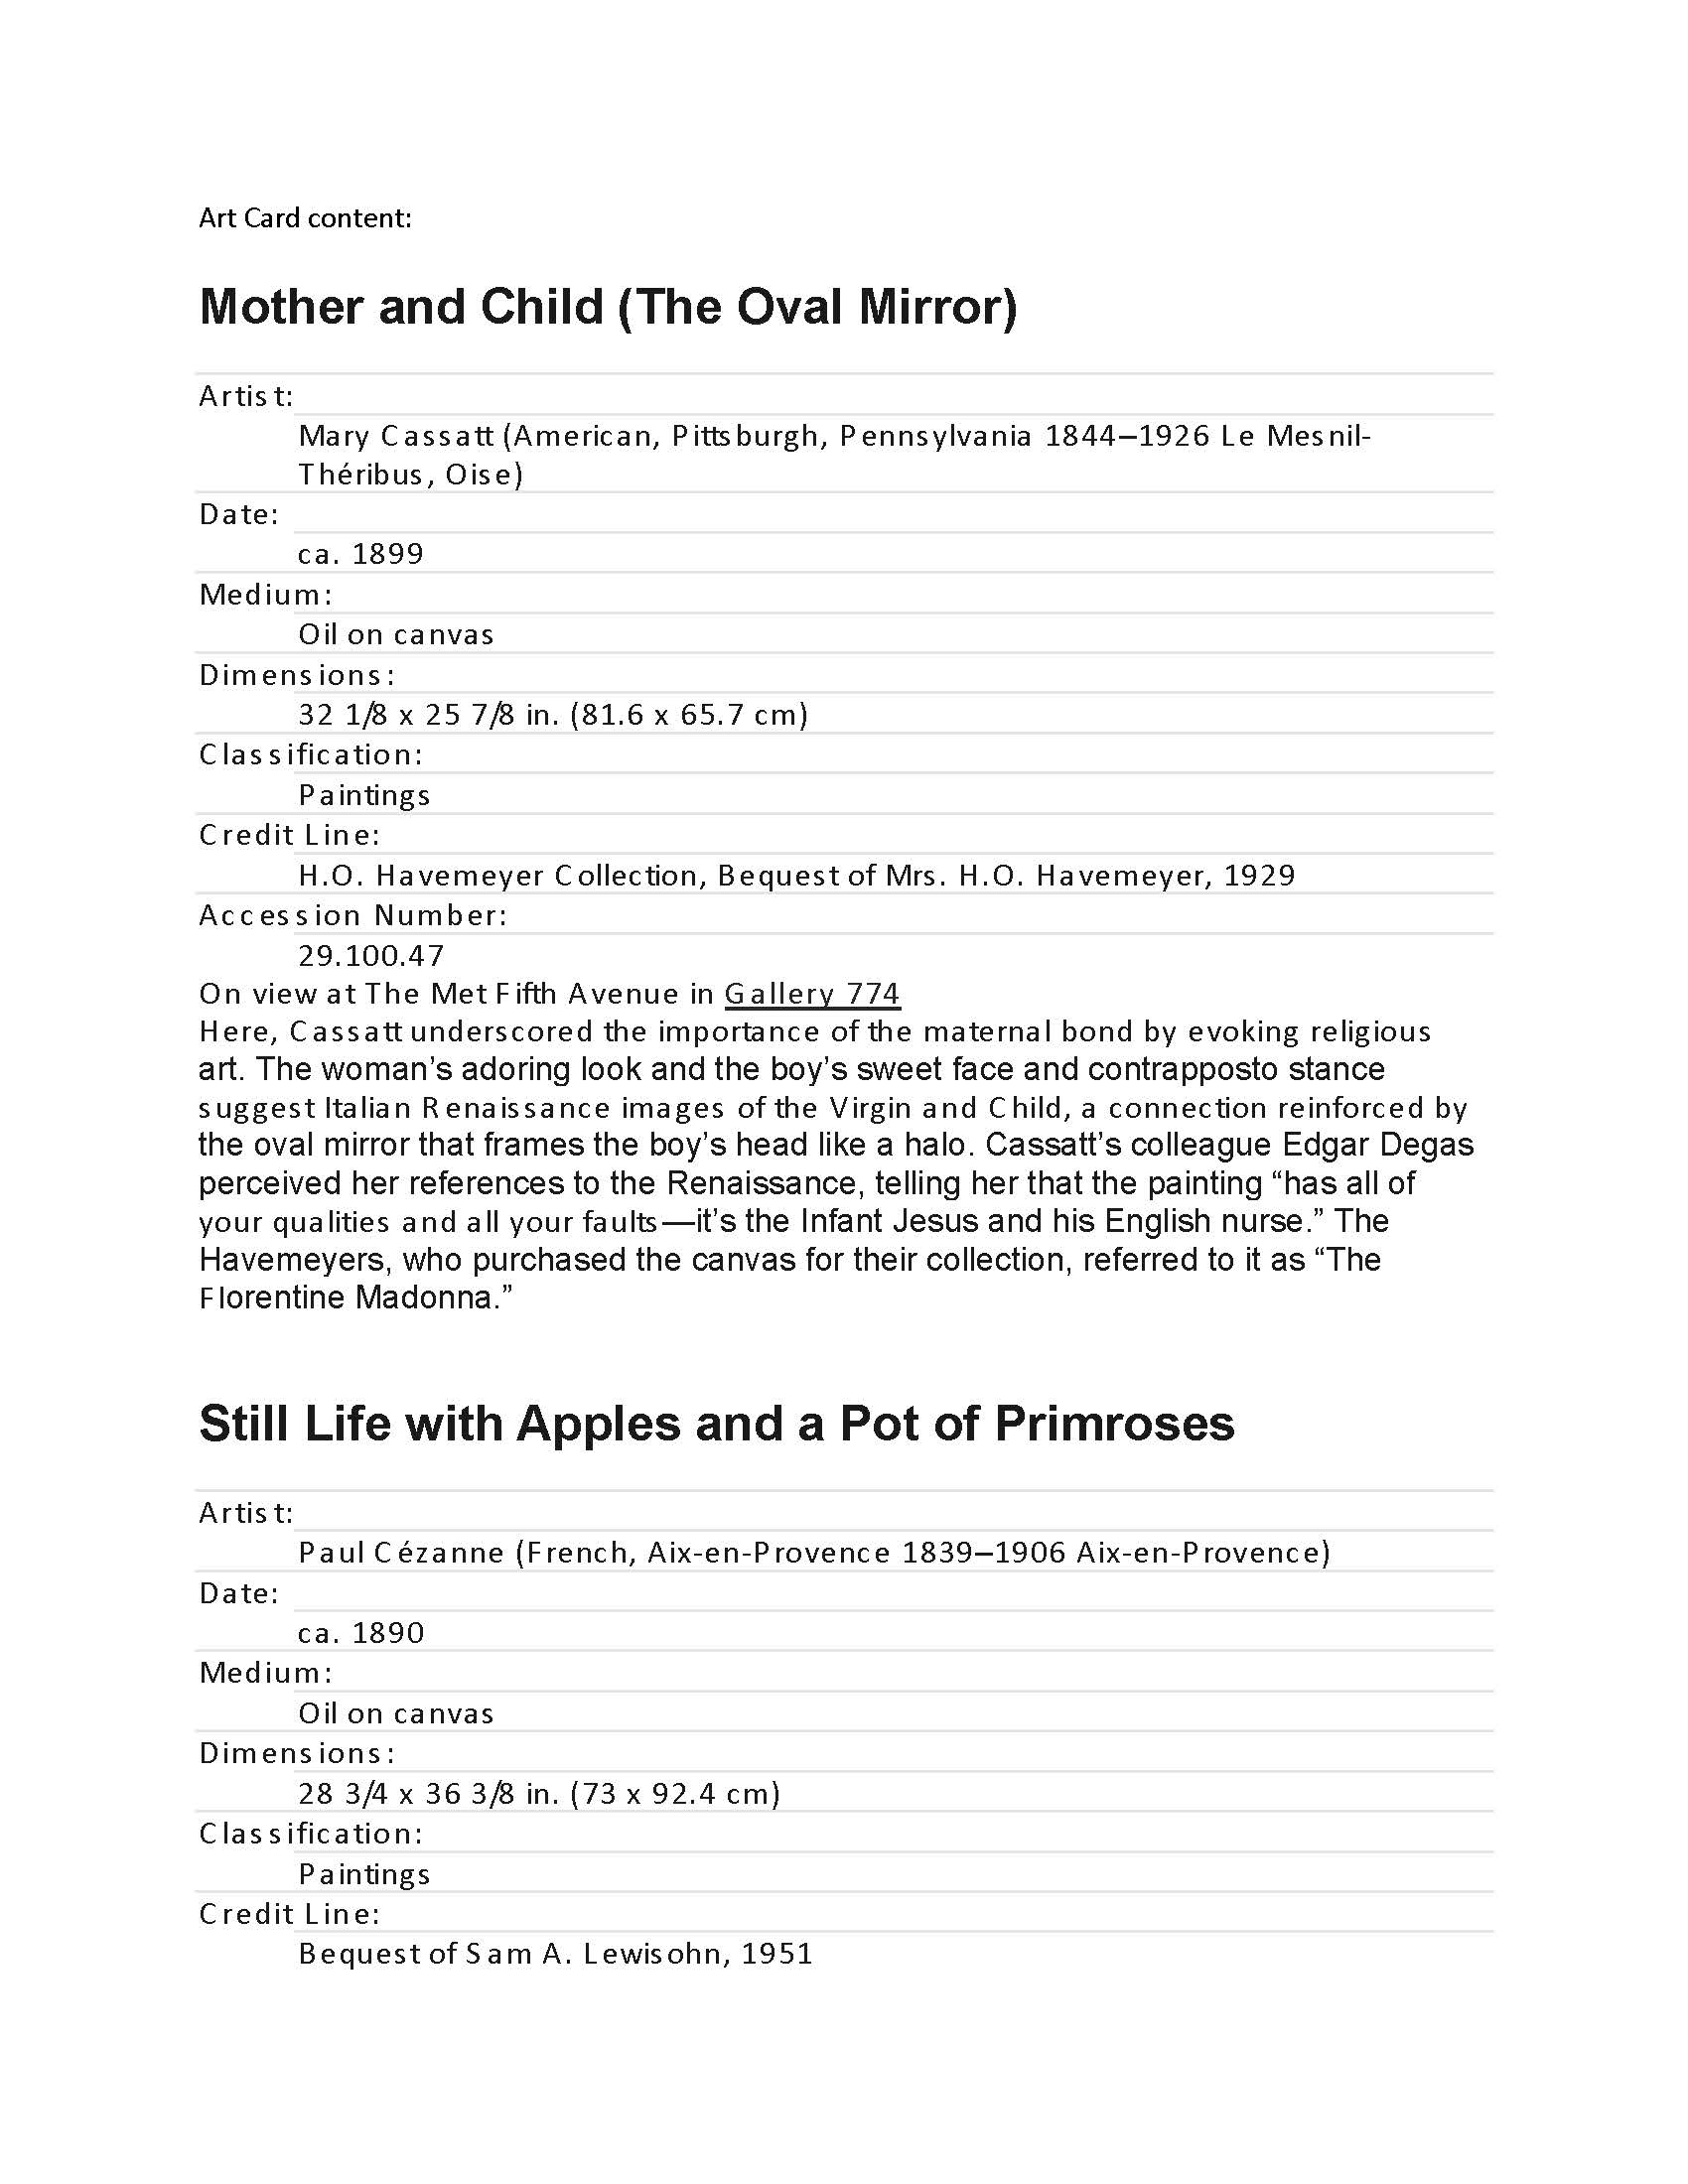 Art Card content:
Mother and Child (The Oval Mirror)
Artist:
Mary Cassatt (American, Pittsburgh, Pennsylvania 1844–1926 Le Mesnil-
Théribus, Oise)
Date:
ca. 1899
Medium:
Oil on canvas
Dimensions:
32 1/8 x 25 7/8 in. (81.6 x 65.7 cm)
Classification:
Paintings
Credit Line:
H.O. Havemeyer Collection, Bequest of Mrs. H.O. Havemeyer, 1929
Accession Number:
29.100.47
On view at The Met Fifth Avenue in Gallery 774
Here, Cassatt underscored the importance of the maternal bond by evoking religious
art. The woman’s adoring look and the boy’s sweet face and contrapposto stance
suggest Italian Renaissance images of the Virgin and Child, a connection reinforced by
the oval mirror that frames the boy’s head like a halo. Cassatt’s colleague Edgar Degas
perceived her references to the Renaissance, telling her that the painting “has all of
your qualities and all your faults—it’s the Infant Jesus and his English nurse.” The
Havemeyers, who purchased the canvas for their collection, referred to it as “The
Florentine Madonna.”
Still Life with Apples and a Pot of Primroses
Artist:
Paul Cézanne (French, Aix-en-Provence 1839–1906 Aix-en-Provence)
Date:
ca. 1890
Medium:
Oil on canvas
Dimensions:
28 3/4 x 36 3/8 in. (73 x 92.4 cm)
Classification:
Paintings
Credit Line:
Bequest of Sam A. Lewisohn, 1951